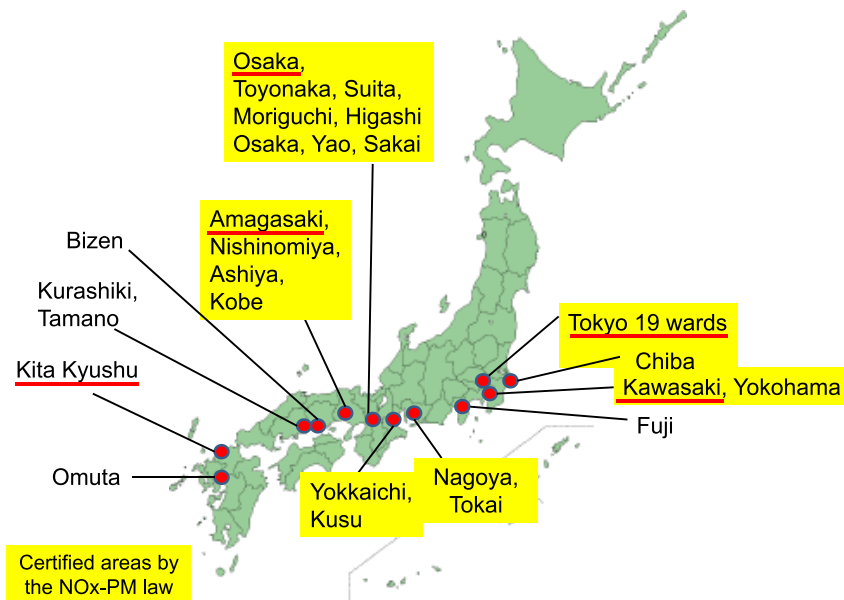 Osaka,
Toyonaka, Suita,
Moriguchi, Higashi
Osaka, Yao, Sakai
Amagasaki,
Nishinomiya,
Ashiya,
Kobe
Bizen
Kurashiki,
Tamano
Kita Kyushu
Omuta
Tokyo 19 wards
Chiba
Kawasaki, Yokohama
Fuji
Nagoya,
Tokai
Yokkaichi,
Kusu
Certified areas by
the NOx-PM law